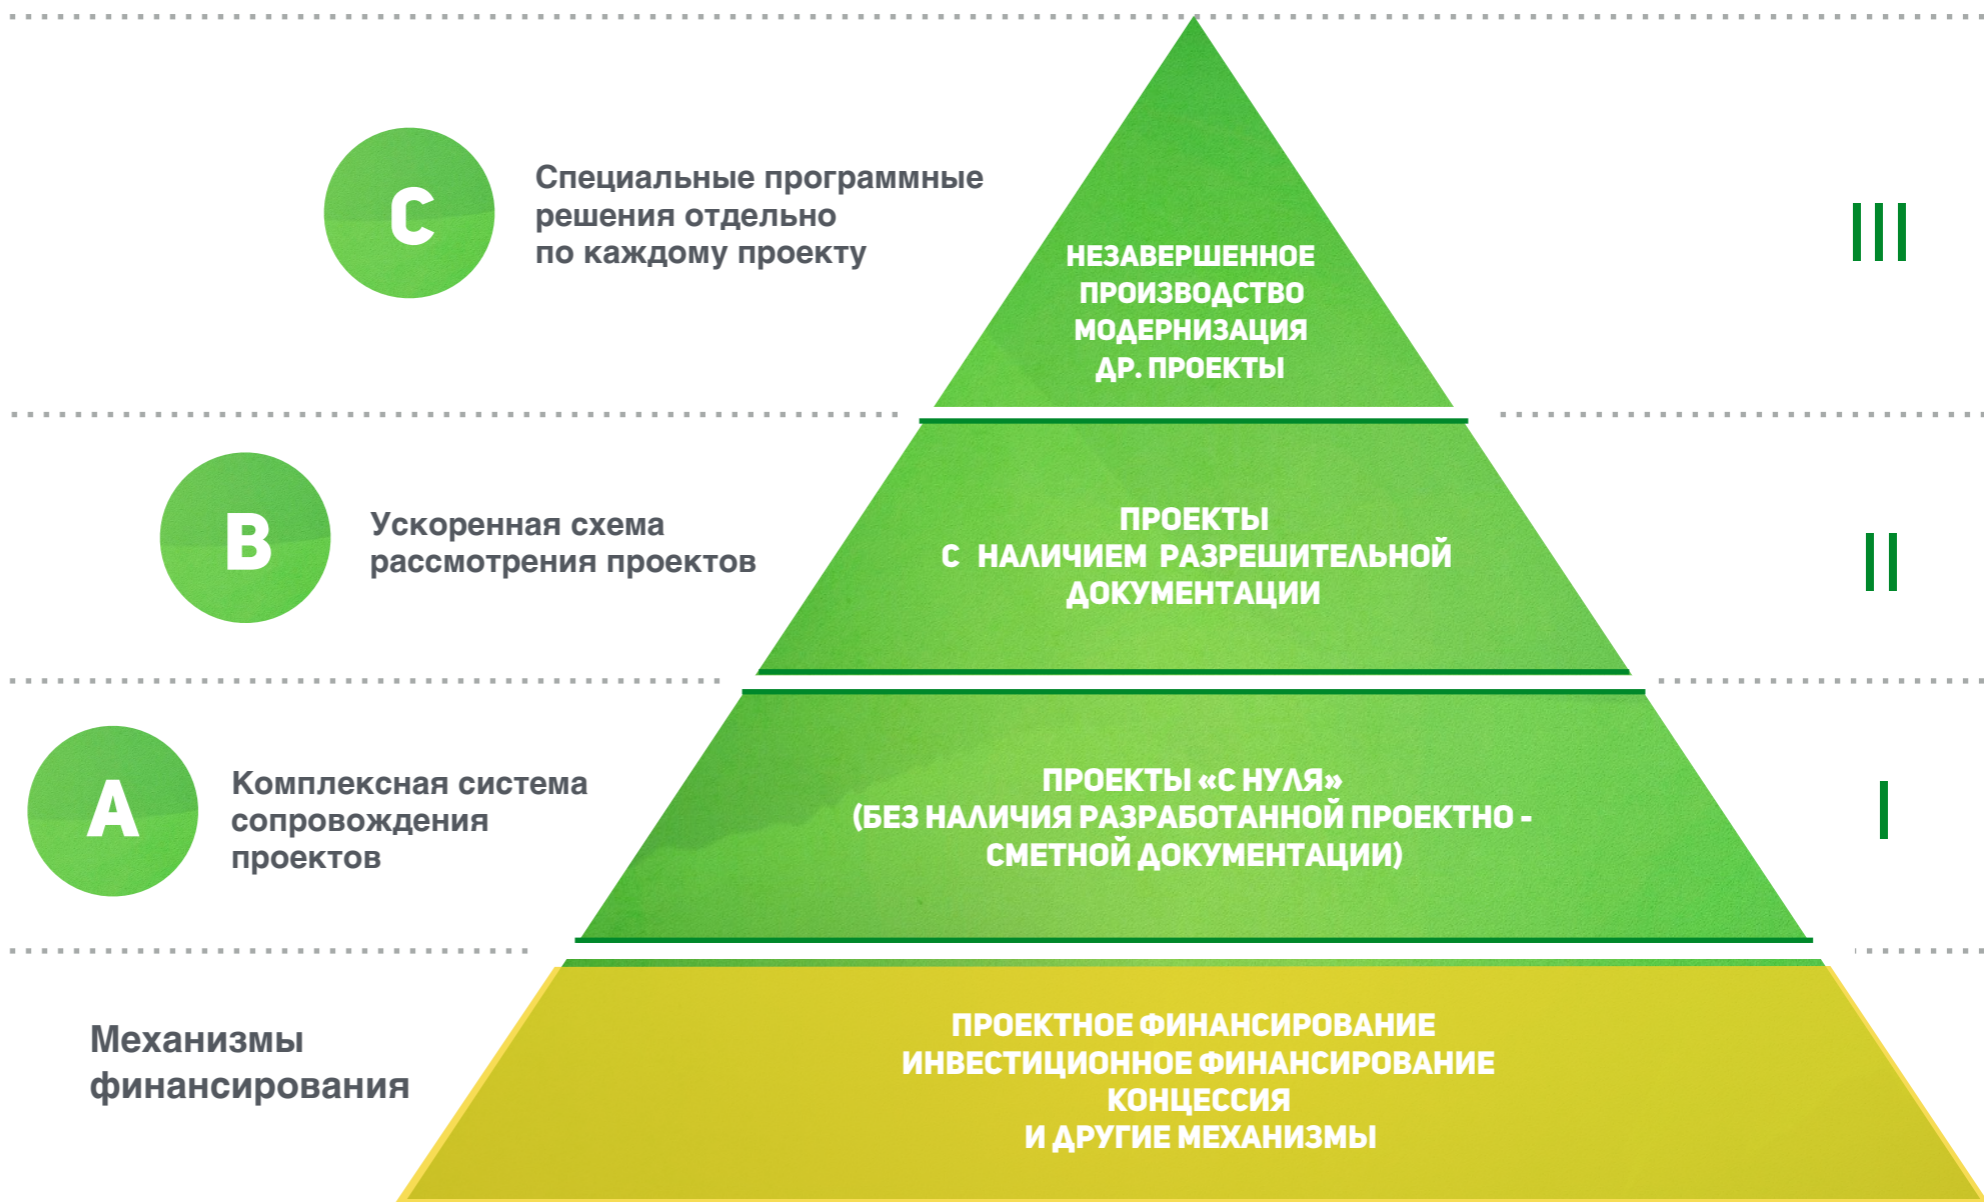 C
Специальные программные
решения отдельно
по каждому проекту
НЕЗАВЕРШЕННОЕ
ПРОИЗВОДСТВО
МОДЕРНИЗАЦИЯ
ДР. ПРОЕКТЫ
III
B
Ускоренная схема
рассмотрения проектов
ПРОЕКТЫ
С НАЛИЧИЕМ РАЗРЕШИТЕЛЬНОЙ
ДОКУМЕНТАЦИИ
II
A
Комплексная система
сопровождения
проектов
ПРОЕКТЫ «С НУЛЯ»
(БЕЗ НАЛИЧИЯ РАЗРАБОТАННОЙ ПРОЕКТНО -
СМЕТНОЙ ДОКУМЕНТАЦИИ)
I
Механизмы
финансирования
ПРОЕКТНОЕ ФИНАНСИРОВАНИЕ
ИНВЕСТИЦИОННОЕ ФИНАНСИРОВАНИЕ
КОНЦЕССИЯ
И ДРУГИЕ МЕХАНИЗМЫ